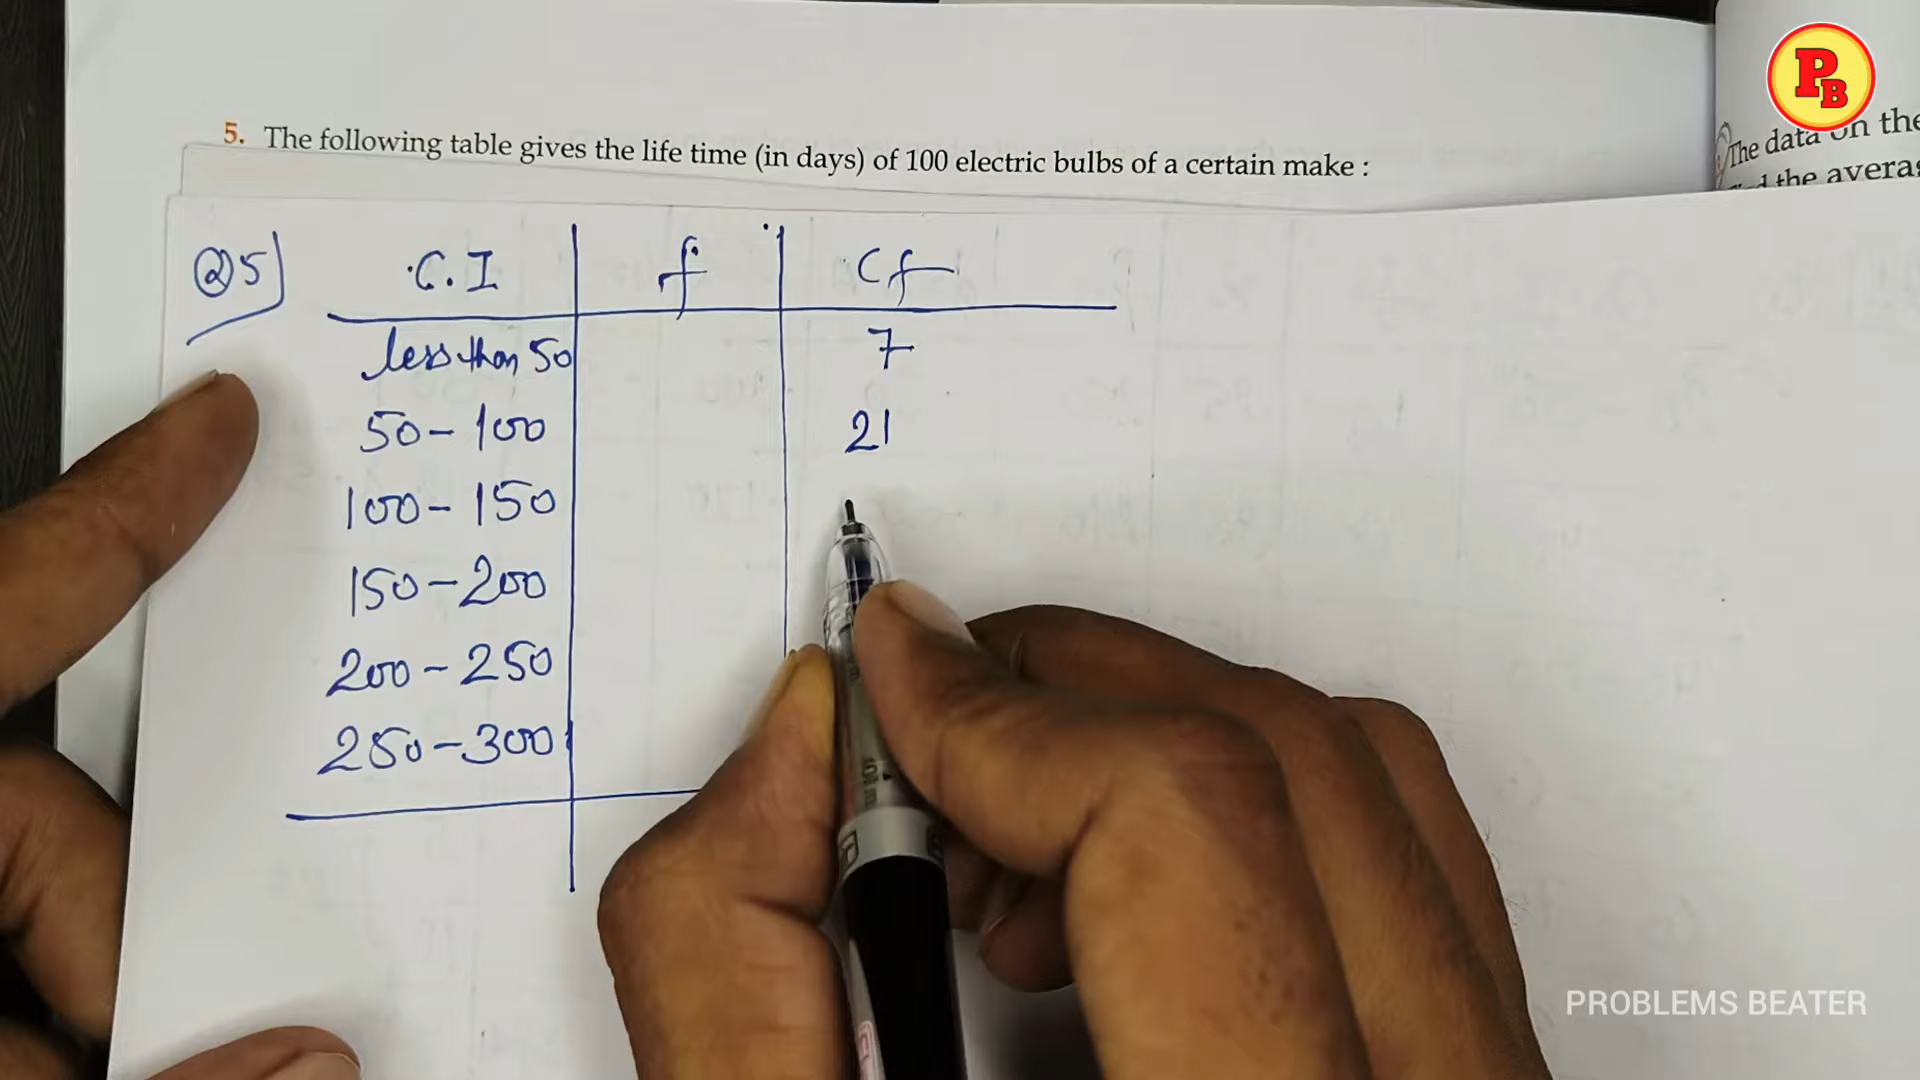 PB
5. The following table gives the life time (in days) of 100 electric bulbs of a certain make :
The data on the
the avera
Q5)
C.I f Cf
less than 50 7
50-100 21
100-150
150-200
200-250
250-300
PROBLEMS BEATER